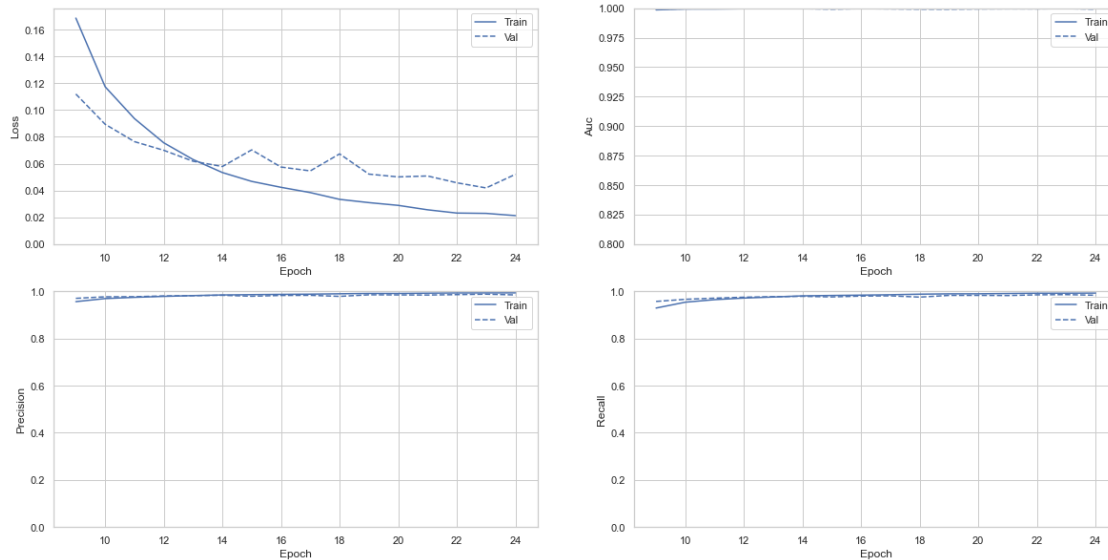 0.16
0.14
0.12
0.10
0.08
0.06
0.04
0.02
0.00
Loss
10 12 14 16 18 20 22 24
Epoch
Train
Val
1.000
0.975
0.950
0.925
0.900
0.875
0.850
0.825
0.800
Auc
10 12 14 16 18 20 22 24
Epoch
Train
Val
1.0
0.8
0.6
0.4
0.2
0.0
Precision
10 12 14 16 18 20 22 24
Epoch
Train
Val
1.0
0.8
0.6
0.4
0.2
0.0
Recall
10 12 14 16 18 20 22 24
Epoch
Train
Val